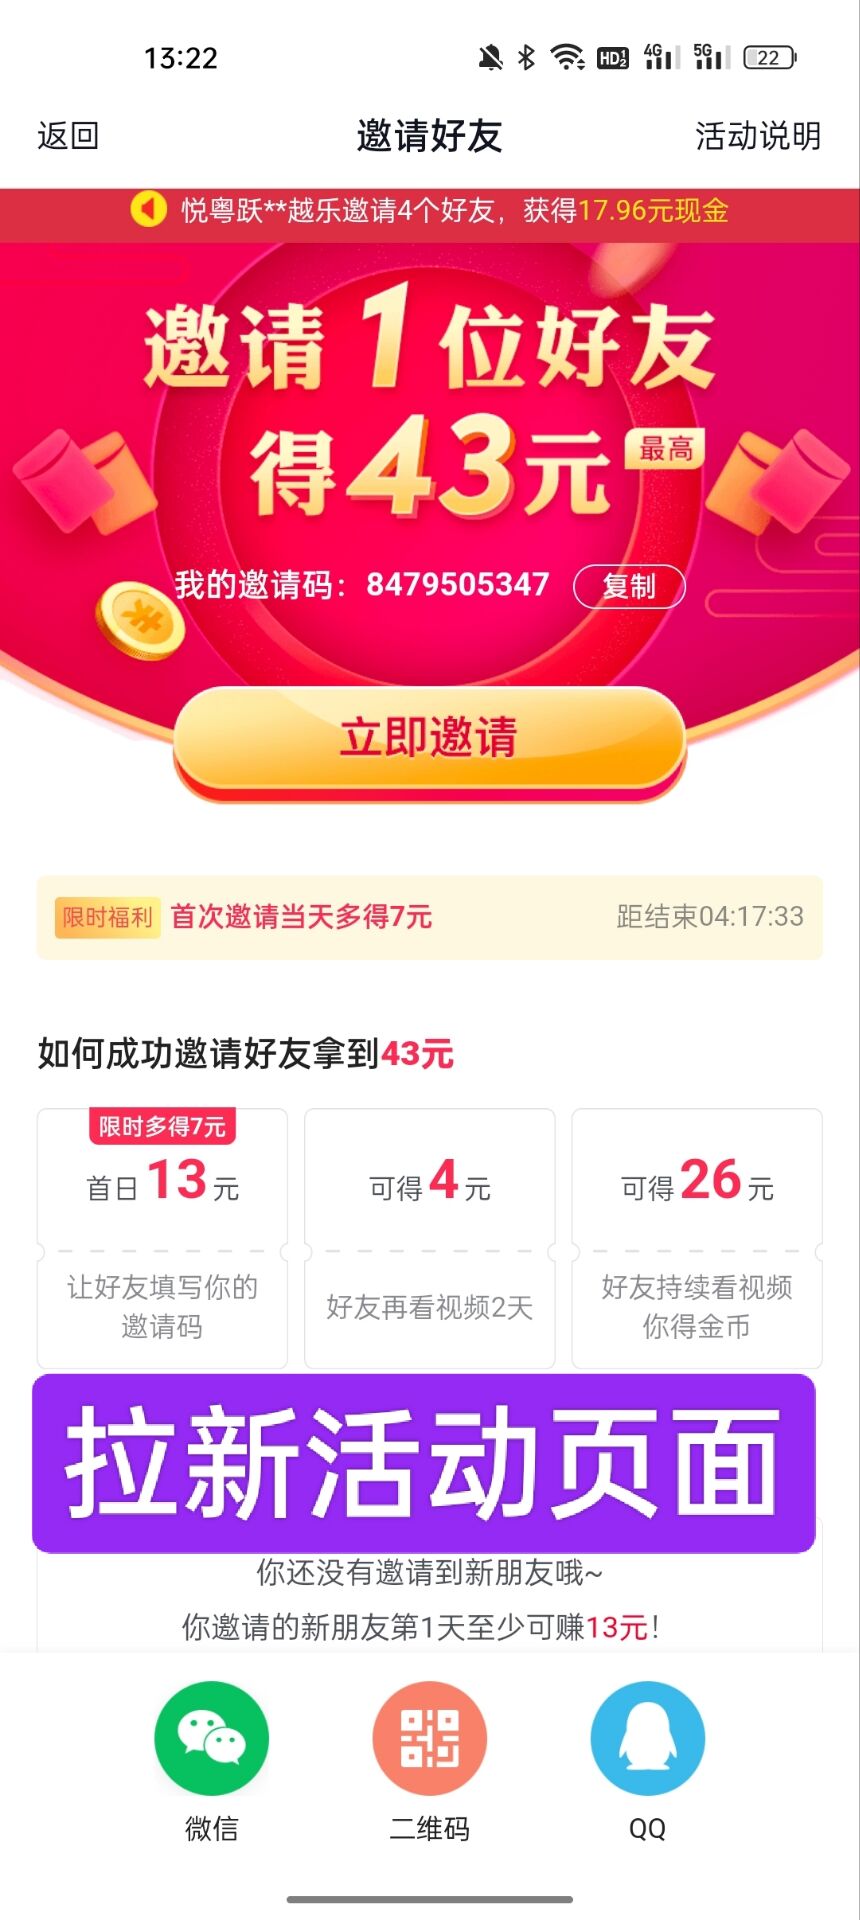 13:22
HD 1 2 4G 5G 22
返回 邀请好友 活动说明
悦粤跃**越乐邀请4个好友，获得17.96元现金
邀请1位好友
得43元 最高
我的邀请码：8479505347 复制
立即邀请
限时福利 首次邀请当天多得7元 距结束04:17:33
如何成功邀请好友拿到43元
限时多得7元
首日13元 可得4元 可得26元
让好友填写你的
邀请码
好友再看视频2天
好友持续看视频
你得金币
拉新活动页面
你还没有邀请到新朋友哦~
你邀请的新朋友第1天至少可赚13元！
微信 二维码 QQ